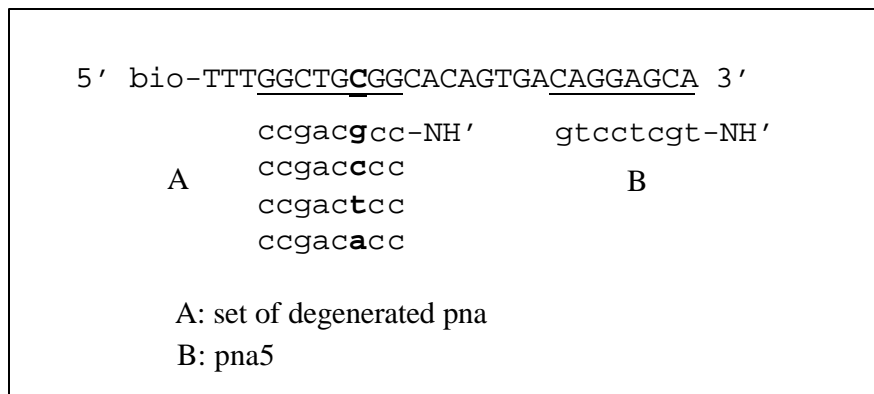 5′ bio-TTTGGCTGCGGCACAGTGACAGGAGCA 3′
ccgacgcc-NH′ gtcctcgt-NH′
ccgacccc
A B
ccgactcc
ccgacacc
A: set of degenerated pna
B: pna5